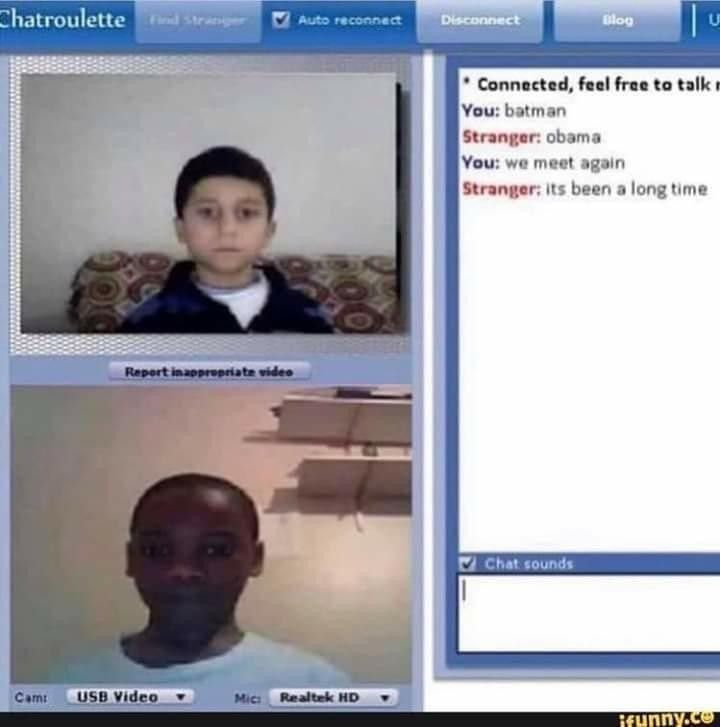 Chatroulette
Find Stranger
Auto reconnect
Disconnect
Blog
* Connected, feel free to talk
You: batman
Stranger: obama
You: we meet again
Stranger: its been a long time
Report inappropriate video
Chat sounds
Cam: USB Video
Mic: Realtek HD
ifunny.co